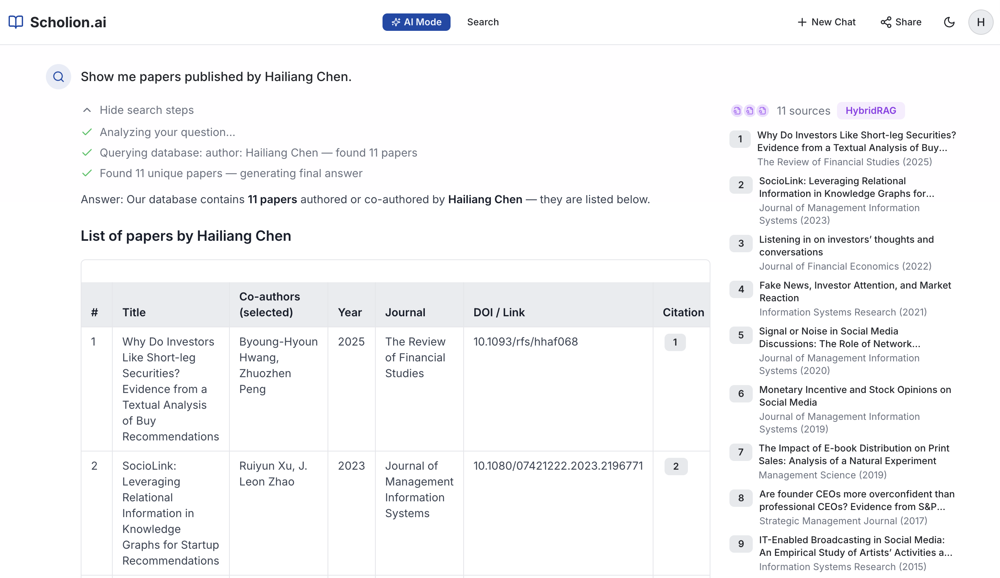 Scholion.ai
AI Mode
Search
New Chat
Share
H
Show me papers published by Hailiang Chen.
Hide search steps
Analyzing your question...
Querying database: author: Hailiang Chen — found 11 papers
Found 11 unique papers — generating final answer
Answer: Our database contains 11 papers authored or co-authored by Hailiang Chen — they are listed below.
List of papers by Hailiang Chen
#
Title
Co-authors
(selected)
Year
Journal
DOI / Link
Citation
1
Why Do Investors
Like Short-leg
Securities?
Evidence from a
Textual Analysis
of Buy
Recommendations
Byoung-Hyoun
Hwang,
Zhuozhen
Peng
2025
The Review
of Financial
Studies
10.1093/rfs/hhaf068
1
2
SocioLink:
Leveraging
Relational
Information in
Knowledge
Graphs for Startup
Recommendations
Ruiyun Xu, J.
Leon Zhao
2023
Journal of
Management
Information
Systems
10.1080/07421222.2023.2196771
2
11 sources
HybridRAG
1
Why Do Investors Like Short-leg Securities?
Evidence from a Textual Analysis of Buy...
The Review of Financial Studies (2025)
2
SocioLink: Leveraging Relational
Information in Knowledge Graphs for...
Journal of Management Information
Systems (2023)
3
Listening in on investors’ thoughts and
conversations
Journal of Financial Economics (2022)
4
Fake News, Investor Attention, and Market
Reaction
Information Systems Research (2021)
5
Signal or Noise in Social Media
Discussions: The Role of Network...
Journal of Management Information
Systems (2020)
6
Monetary Incentive and Stock Opinions on
Social Media
Journal of Management Information
Systems (2019)
7
The Impact of E-book Distribution on Print
Sales: Analysis of a Natural Experiment
Management Science (2019)
8
Are founder CEOs more overconfident than
professional CEOs? Evidence from S&P...
Strategic Management Journal (2017)
9
IT-Enabled Broadcasting in Social Media:
An Empirical Study of Artists’ Activities a...
Information Systems Research (2015)